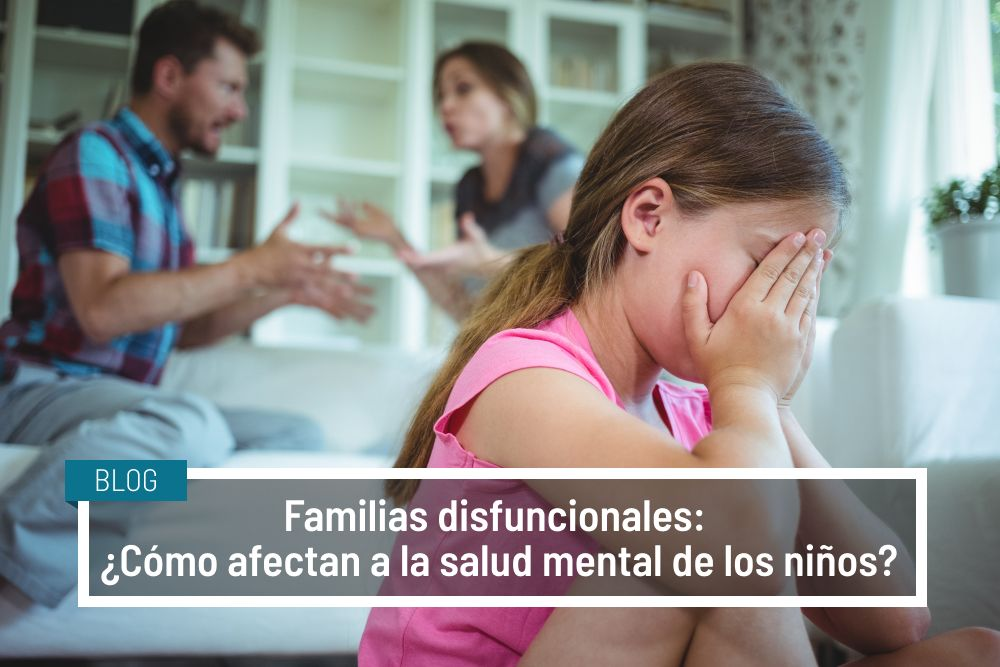 BLOG
Familias disfuncionales:
¿Cómo afectan a la salud mental de los niños?